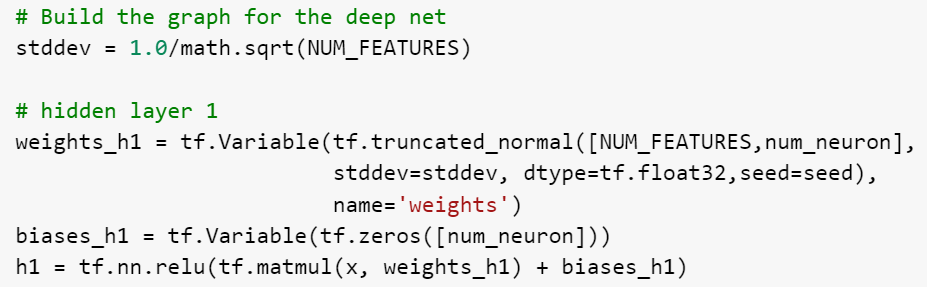 # Build the graph for the deep net
stddev = 1.0/math.sqrt(NUM_FEATURES)
# hidden layer 1
weights_h1 = tf.Variable(tf.truncated_normal([NUM_FEATURES,num_neuron],
stddev=stddev, dtype=tf.float32,seed=seed),
name='weights')
biases_h1 = tf.Variable(tf.zeros([num_neuron]))
h1 = tf.nn.relu(tf.matmul(x, weights_h1) + biases_h1)